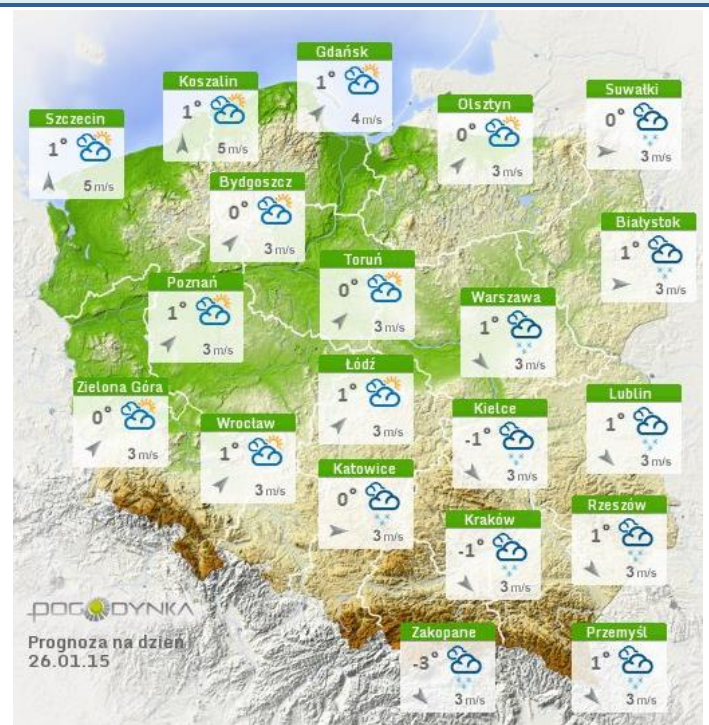 Gdańsk
1°
4 m/s
Koszalin
1°
5 m/s
Suwałki
0°
3 m/s
Olsztyn
0°
3 m/s
Szczecin
1°
5 m/s
Bydgoszcz
0°
3 m/s
Białystok
1°
3 m/s
Toruń
0°
3 m/s
Poznań
1°
3 m/s
Warszawa
1°
3 m/s
Łódź
1°
3 m/s
Zielona Góra
0°
3 m/s
Lublin
1°
3 m/s
Kielce
-1°
3 m/s
Wrocław
1°
3 m/s
Katowice
0°
3 m/s
Rzeszów
1°
3 m/s
Kraków
-1°
3 m/s
POGODYNKA
Prognoza na dzień
26.01.15
Zakopane
-3°
3 m/s
Przemyśl
1°
3 m/s